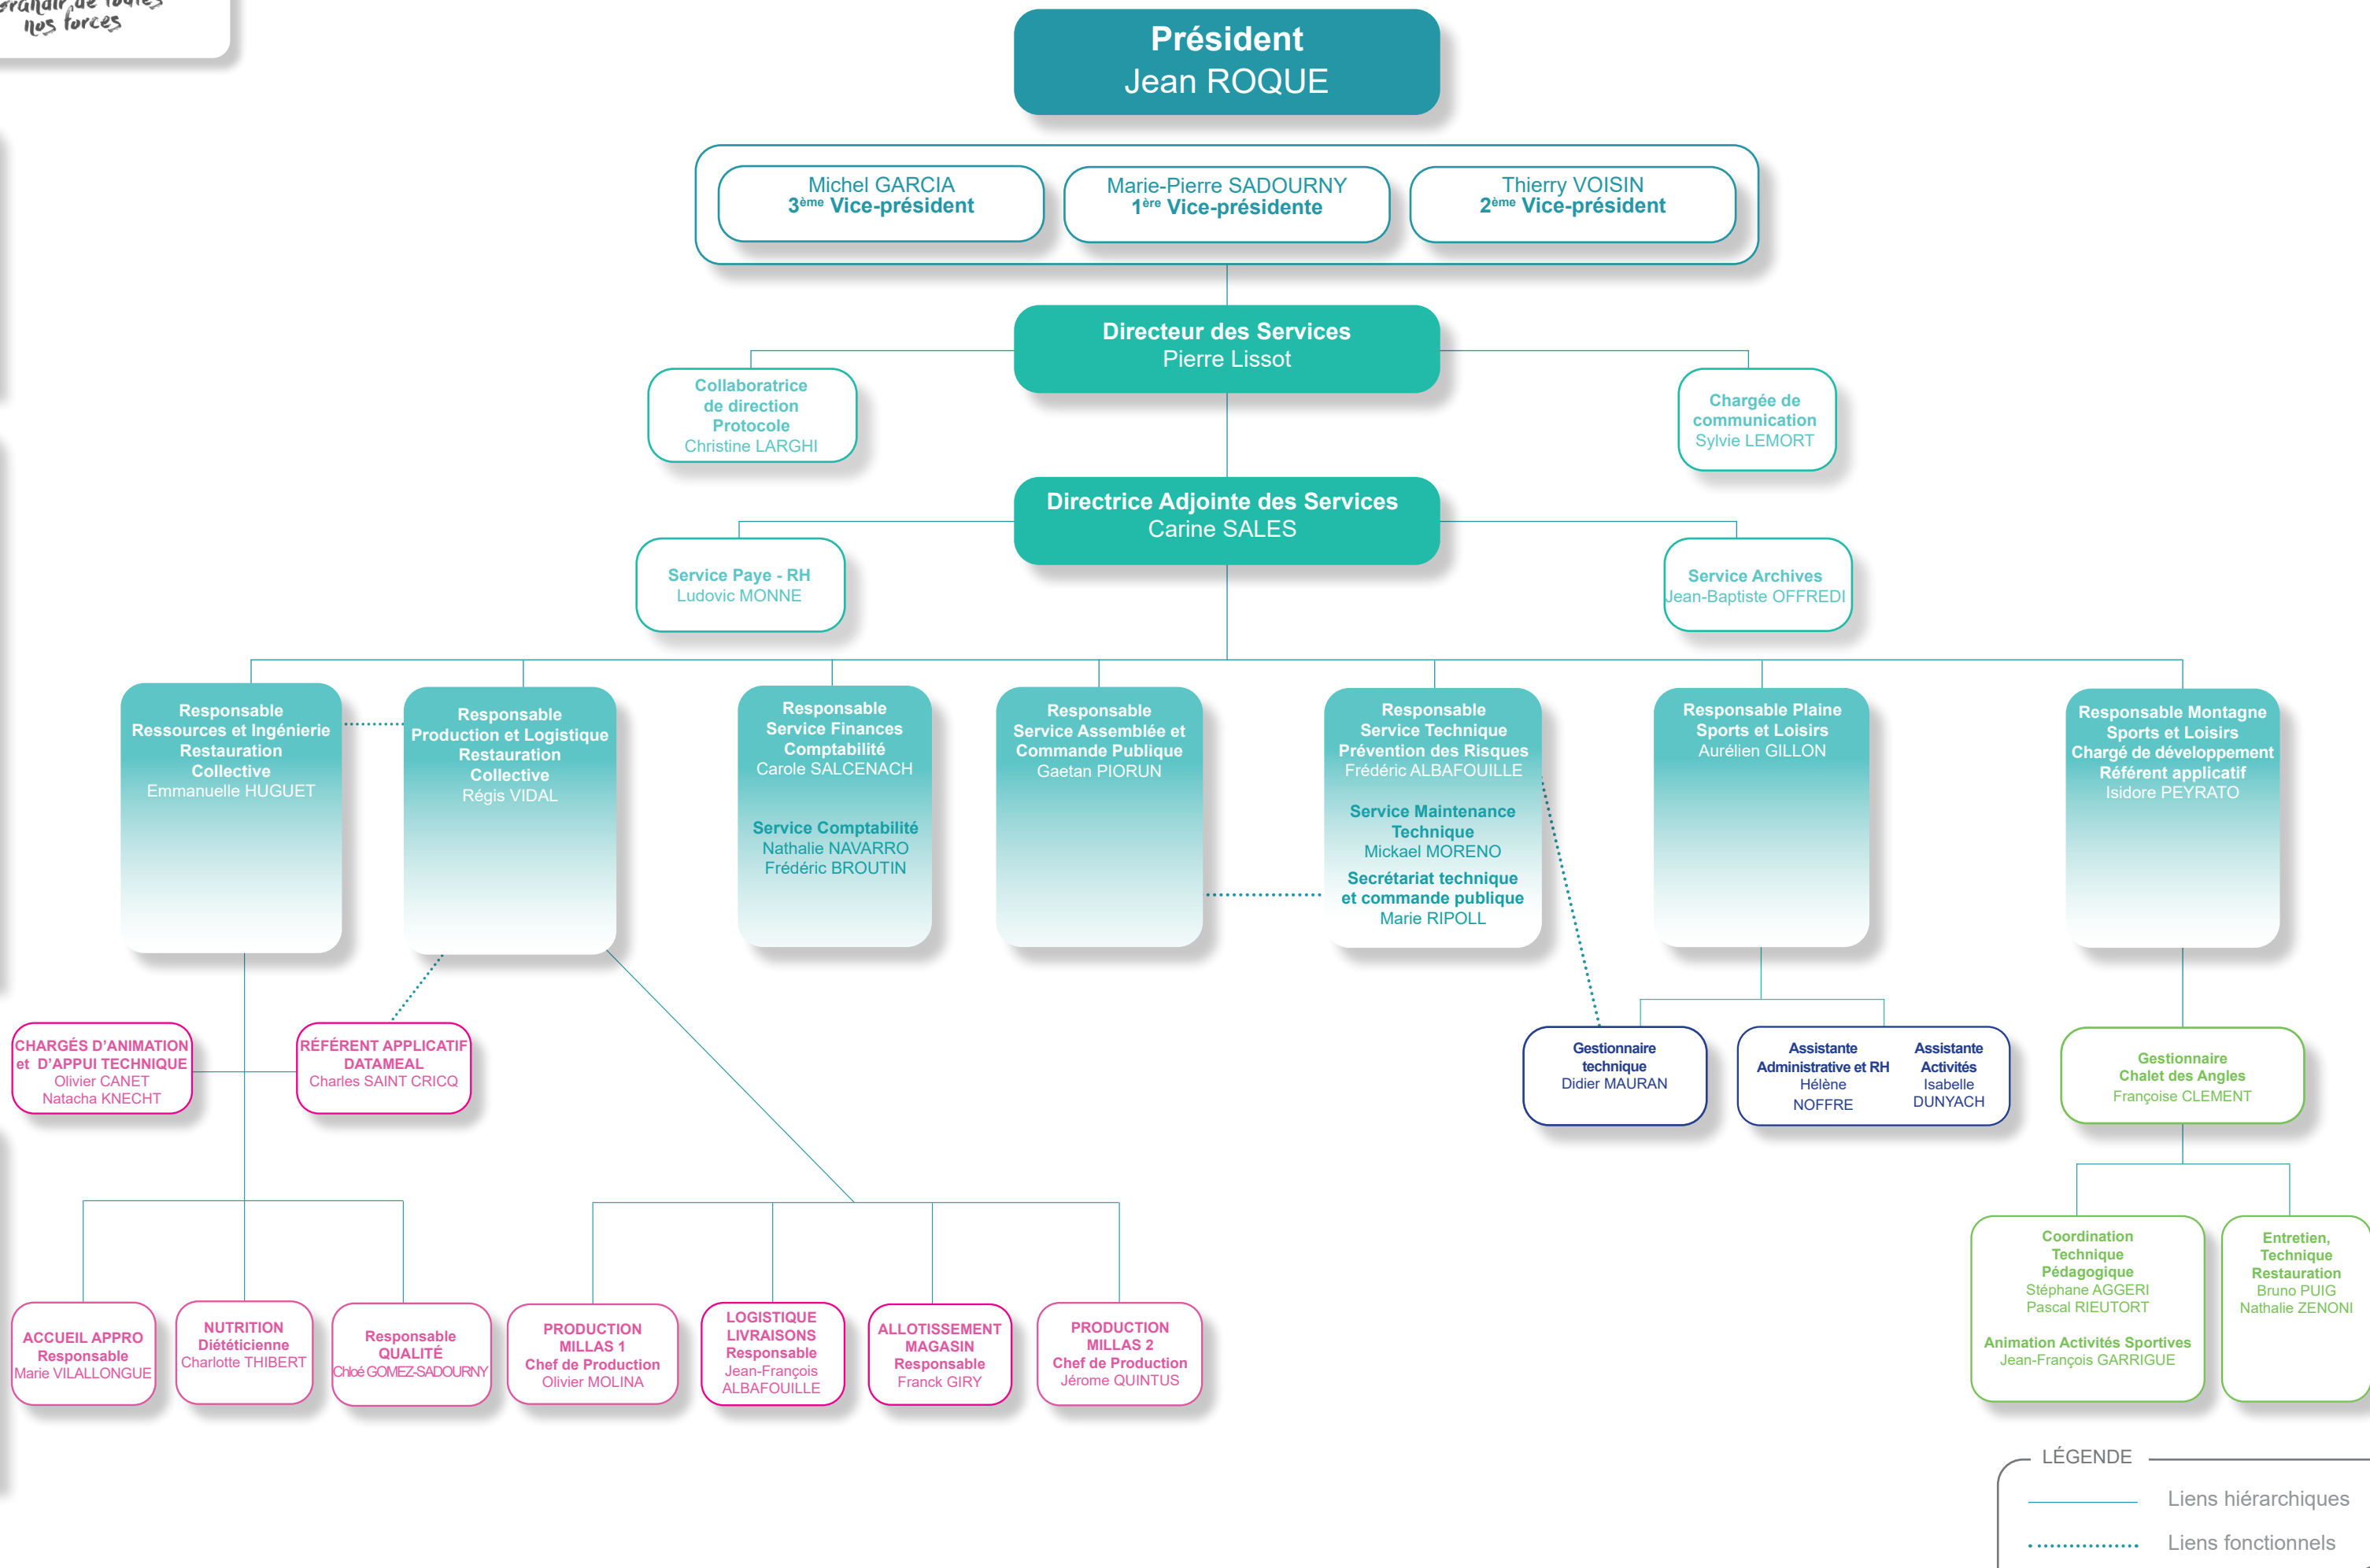 de toutes
nos forces
Président
Jean ROQUE
Michel GARCIA
3ème Vice-président
Marie-Pierre SADOURNY
1ère Vice-présidente
Thierry VOISIN
2ème Vice-président
Directeur des Services
Pierre Lissot
Collaboratrice
de direction
Protocole
Christine LARGHI
Chargée de
communication
Sylvie LEMORT
Directrice Adjointe des Services
Carine SALES
Service Paye - RH
Ludovic MONNE
Service Archives
Jean-Baptiste OFFREDI
Responsable
Ressources et Ingénierie
Restauration
Collective
Emmanuelle HUGUET
Responsable
Production et Logistique
Restauration
Collective
Régis VIDAL
Responsable
Service Finances
Comptabilité
Carole SALCENACH
Service Comptabilité
Nathalie NAVARRO
Frédéric BROUTIN
Responsable
Service Assemblée et
Commande Publique
Gaetan PIORUN
Responsable
Service Technique
Prévention des Risques
Frédéric ALBAFOUILLE
Service Maintenance
Technique
Mickael MORENO
Secrétariat technique
et commande publique
Marie RIPOLL
Responsable Plaine
Sports et Loisirs
Aurélien GILLON
Responsable Montagne
Sports et Loisirs
Chargé de développement
Référent applicatif
Isidore PEYRATO
CHARGÉS D'ANIMATION
et D'APPUI TECHNIQUE
Olivier CANET
Natacha KNECHT
RÉFÉRENT APPLICATIF
DATAMEAL
Charles SAINT CRICQ
Gestionnaire
technique
Didier MAURAN
Assistante
Administrative et RH
Hélène
NOFFRE
Assistante
Activités
Isabelle
DUNYACH
Gestionnaire
Chalet des Angles
Françoise CLEMENT
ACCUEIL APPRO
Responsable
Marie VILALLONGUE
NUTRITION
Diététicienne
Charlotte THIBERT
Responsable
QUALITÉ
Chloé GOMEZ-SADOURNY
PRODUCTION
MILLAS 1
Chef de Production
Olivier MOLINA
LOGISTIQUE
LIVRAISONS
Responsable
Jean-François
ALBAFOUILLE
ALLOTISSEMENT
MAGASIN
Responsable
Franck GIRY
PRODUCTION
MILLAS 2
Chef de Production
Jérome QUINTUS
Coordination
Technique
Pédagogique
Stéphane AGGERI
Pascal RIEUTORT
Animation Activités Sportives
Jean-François GARRIGUE
Entretien,
Technique
Restauration
Bruno PUIG
Nathalie ZENONI
LÉGENDE
Liens hiérarchiques
Liens fonctionnels